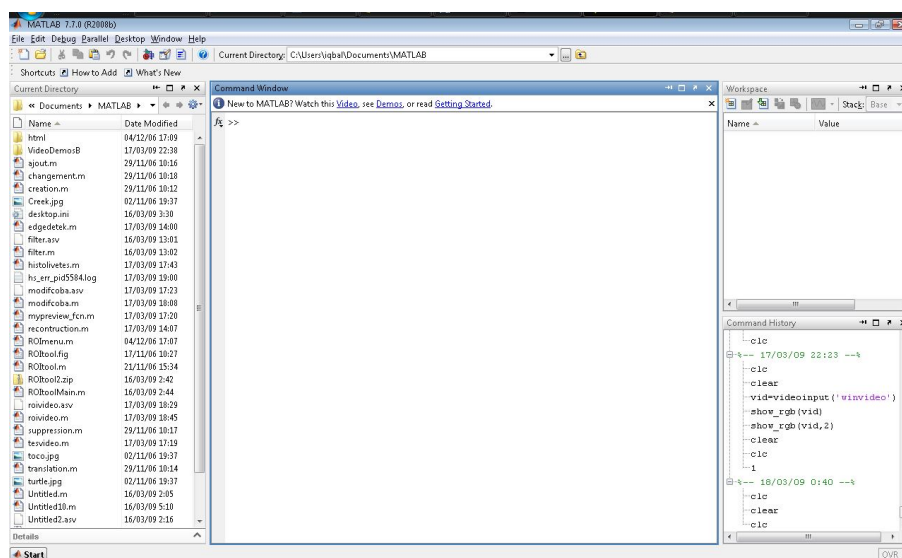 MATLAB 7.7.0 (R2008b)
File Edit Debug Parallel Desktop Window Help
Current Directory: C:\Users\iqbal\Documents\MATLAB
Shortcuts How to Add What's New
Current Directory
« Documents MATLAB
Name Date Modified
html 04/12/06 17:09
VideoDemosB 17/03/09 22:38
ajout.m 29/11/06 10:16
changement.m 29/11/06 10:18
creation.m 29/11/06 10:12
Creek.jpg 02/11/06 19:37
desktop.ini 16/03/09 3:30
edgedetek.m 17/03/09 14:00
filter.asv 16/03/09 13:01
filter.m 16/03/09 13:02
histolivetes.m 17/03/09 17:43
hs_err_pid5584.log 17/03/09 19:00
modifcoba.asv 17/03/09 17:23
modifcoba.m 17/03/09 18:08
mypreview_fcn.m 17/03/09 17:20
recontruction.m 17/03/09 14:07
ROImenu.m 04/12/06 17:07
ROItool.fig 17/11/06 10:27
ROItool.m 21/11/06 15:34
ROItool2.zip 16/03/09 2:42
ROItoolMain.m 16/03/09 2:44
roivideo.asv 17/03/09 18:29
roivideo.m 17/03/09 18:45
suppression.m 29/11/06 10:17
tesvideo.m 17/03/09 17:19
toco.jpg 02/11/06 19:37
translation.m 29/11/06 10:14
turtle.jpg 02/11/06 19:37
Untitled.m 16/03/09 2:05
Untitled10.m 16/03/09 5:10
Untitled2.asv 16/03/09 2:16
Details
Command Window
New to MATLAB? Watch this Video, see Demos, or read Getting Started.
fx >>
Workspace
Stack: Base
Name Value
Command History
clc
%-- 17/03/09 22:23 --%
clc
clear
vid=videoinput('winvideo')
show_rgb(vid)
show_rgb(vid,2)
clear
clc
1
%-- 18/03/09 0:40 --%
clc
clear
clc
Start
OVR